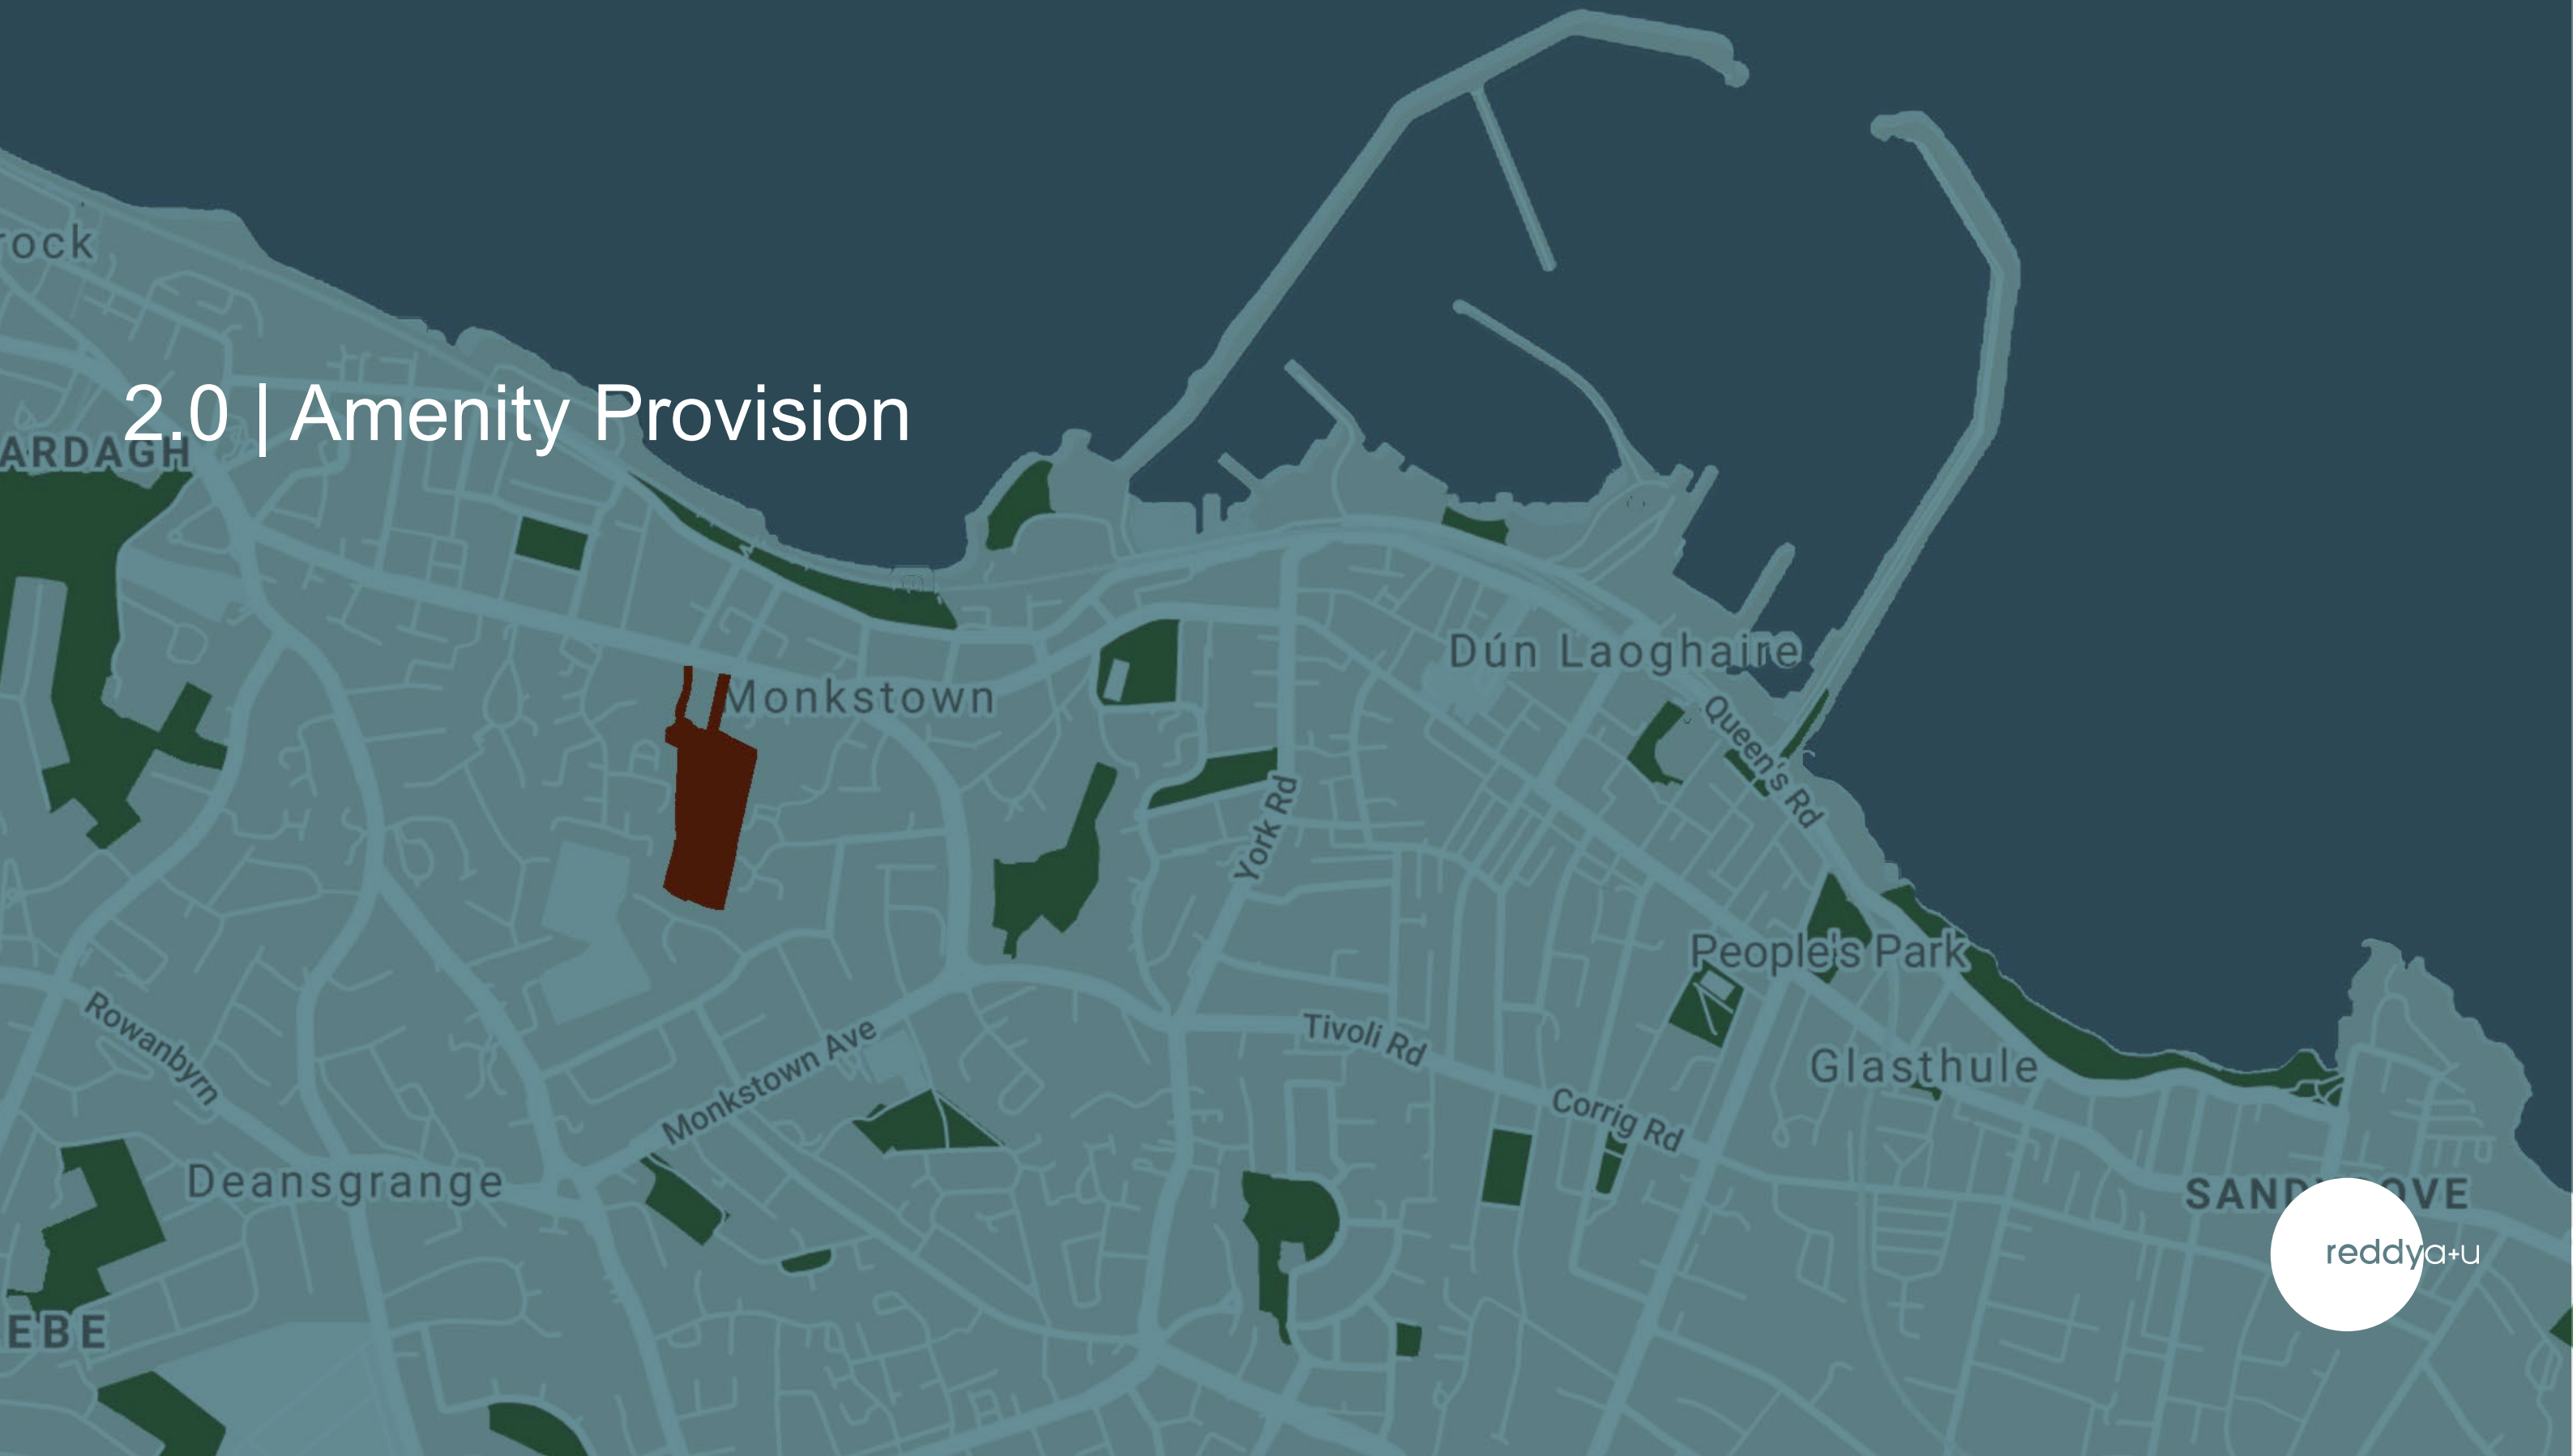 rock
2.0 | Amenity Provision
ARDAGH
Dún Laoghaire
Monkstown
Queen's Rd
York Rd
People's Park
Rowanbyrn
Tivoli Rd
Monkstown Ave
Glasthule
Corrig Rd
Deansgrange
SAND OVE
reddya+u
EBE